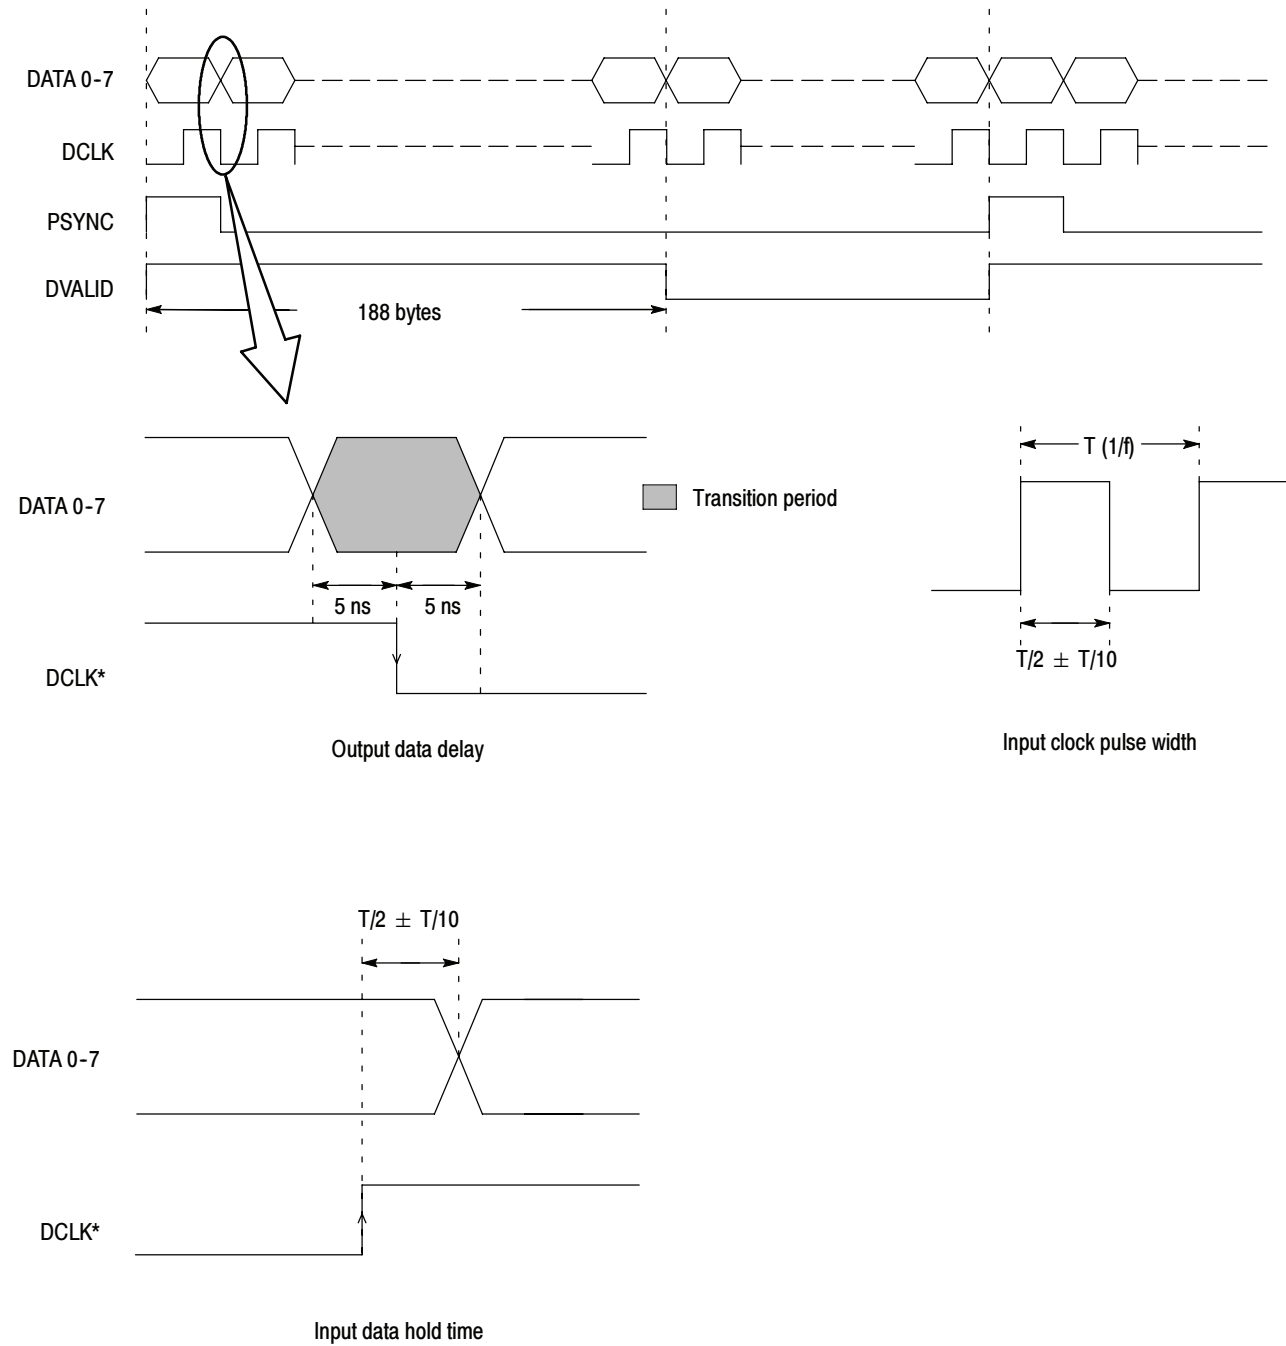 DATA 0-7
DCLK
PSYNC
DVALID
188 bytes
T (1/f)
DATA 0-7
Transition period
5 ns 5 ns
T/2 ± T/10
DCLK*
Output data delay
Input clock pulse width
T/2 ± T/10
DATA 0-7
DCLK*
Input data hold time